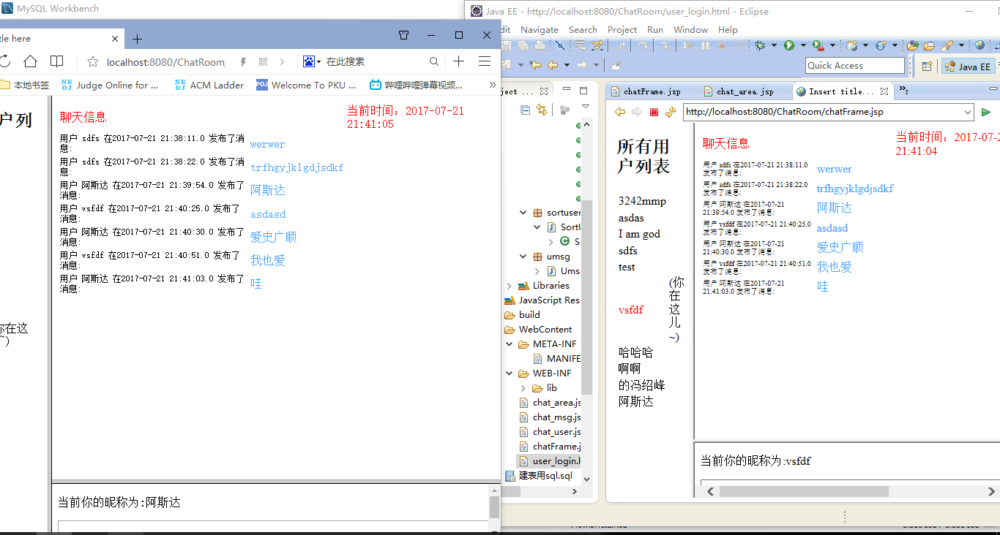 MySQL Workbench
tle here
localhost:8080/ChatRoom
在此搜索
本地书签
Judge Online for ...
ACM Ladder
Welcome To PKU ...
哔哩哔哩弹幕视频...
户列
你在这
~)
聊天信息
当前时间：2017-07-21
21:41:05
用户 sdfs 在2017-07-21 21:38:11.0 发布了消
息:
werwer
用户 sdfs 在2017-07-21 21:38:22.0 发布了消
息:
trfhgyjklgdjsdkf
用户 阿斯达 在2017-07-21 21:39:54.0 发布了
消息:
阿斯达
用户 vsfdf 在2017-07-21 21:40:25.0 发布了
消息:
asdasd
用户 阿斯达 在2017-07-21 21:40:30.0 发布了
消息:
爱史广顺
用户 vsfdf 在2017-07-21 21:40:51.0 发布了
消息:
我也爱
用户 阿斯达 在2017-07-21 21:41:03.0 发布了
消息:
哇
当前你的昵称为:阿斯达
Java EE - http://localhost:8080/ChatRoom/user_login.html - Eclipse
dit Navigate Search Project Run Window Help
Quick Access
Java EE
ject ...
sortuser
SortU
S
umsg
Ums
Libraries
JavaScript Res
build
WebContent
META-INF
MANIFE
WEB-INF
lib
chat_area.js
chat_msg.js
chat_user.js
chatFrame.j
user_login.h
建表用sql.sql
chatFrame.jsp
chat_area.jsp
Insert title...
http://localhost:8080/ChatRoom/chatFrame.jsp
所有用
户列表
3242mmp
asdas
I am god
sdfs
test
vsfdf
(你
在
这
儿
~)
哈哈哈
啊啊
的冯绍峰
阿斯达
聊天信息
当前时间：2017-07-2
21:41:04
用户 sdfs 在2017-07-21 21:38:11.0
发布了消息:
werwer
用户 sdfs 在2017-07-21 21:38:22.0
发布了消息:
trfhgyjklgdjsdkf
用户 阿斯达 在2017-07-21
21:39:54.0 发布了消息:
阿斯达
用户 vsfdf 在2017-07-21 21:40:25.0
发布了消息:
asdasd
用户 阿斯达 在2017-07-21
21:40:30.0 发布了消息:
爱史广顺
用户 vsfdf 在2017-07-21 21:40:51.0
发布了消息:
我也爱
用户 阿斯达 在2017-07-21
21:41:03.0 发布了消息:
哇
当前你的昵称为:vsfdf